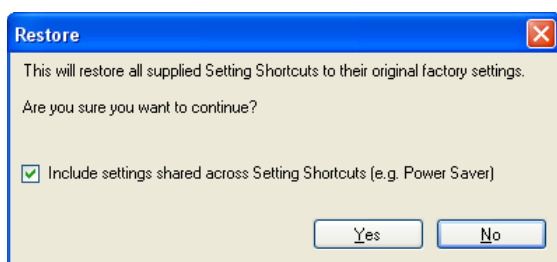 Restore
This will restore all supplied Setting Shortcuts to their original factory settings.
Are you sure you want to continue?
Include settings shared across Setting Shortcuts (e.g. Power Saver)
Yes
No